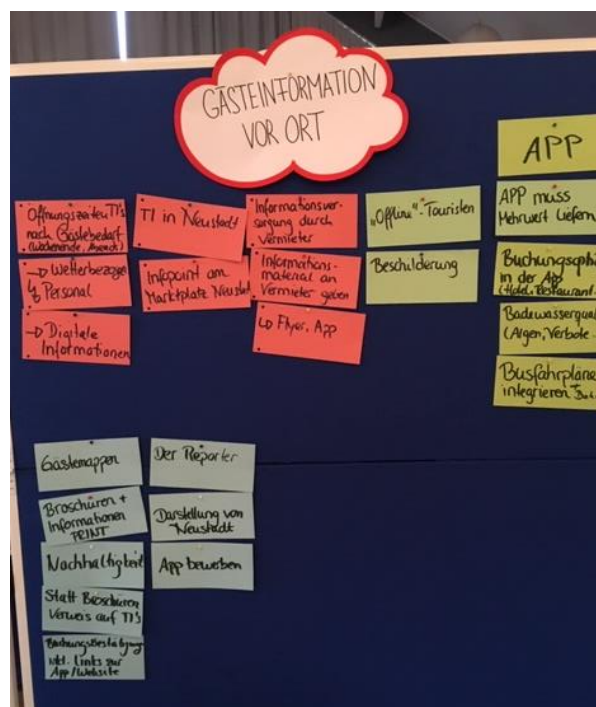 GÄSTEINFORMATION
VOR ORT
Öffnungszeiten TI's
nach Gästebedarf
(Wochenende, Abends)
→ Wetterbezogen
↳ Personal
→ Digitale
Informationen
TI in Neustadt
Infopoint am
Marktplatz Neustadt
Informationsver-
sorgung durch
Vermieter
Informations-
material an
Vermieter geben
↳ Flyer, App
"Offline"-Touristen
Beschilderung
APP
APP muss
Mehrwert liefern
Buchungsopti
in der App
(Hotel, Restaurant
Badewasserqual
(Algen, Verbote
Busfahrpläne
integrieren
Gästemappen
Broschüren +
Informationen
PRINT
Nachhaltigkeit
Statt Broschüren
Verweis auf TI's
Buchungsbestätigung
inkl. Links zur
App/Website
Der Reporter
Darstellung von
Neustadt
App bewerben